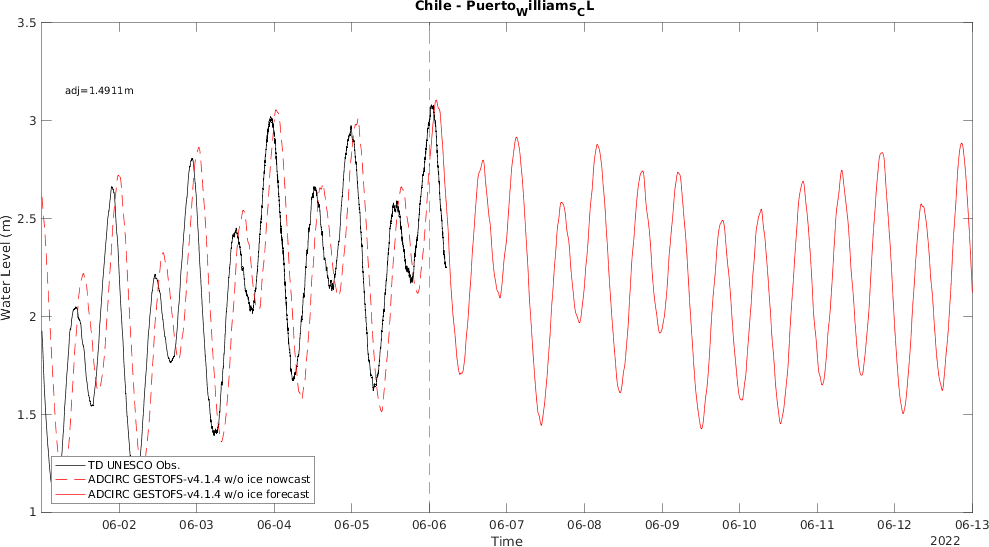 Chile - PuertoWilliamsCL
adj=1.4911m
Water Level (m)
3.5
3
2.5
2
1.5
1
TD UNESCO Obs.
ADCIRC GESTOFS-v4.1.4 w/o ice nowcast
ADCIRC GESTOFS-v4.1.4 w/o ice forecast
06-02 06-03 06-04 06-05 06-06 06-07 06-08 06-09 06-10 06-11 06-12 06-13
Time
2022